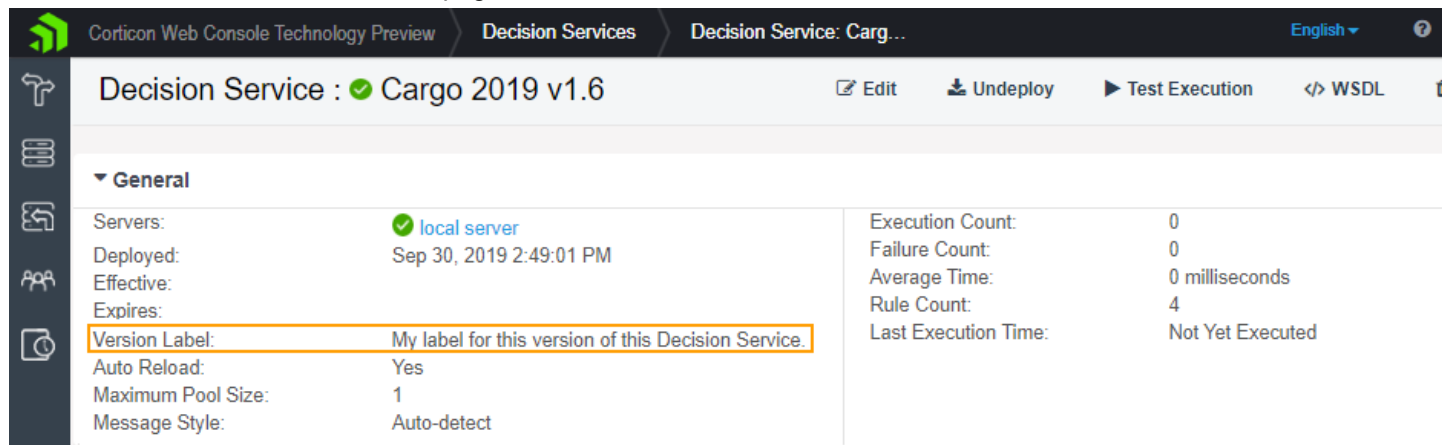 Corticon Web Console Technology Preview Decision Services Decision Service: Carg... English
Decision Service : Cargo 2019 v1.6 Edit Undeploy Test Execution </> WSDL
General
Servers: local server Execution Count: 0
Deployed: Sep 30, 2019 2:49:01 PM Failure Count: 0
Effective: Average Time: 0 milliseconds
Expires: Rule Count: 4
Version Label: My label for this version of this Decision Service. Last Execution Time: Not Yet Executed
Auto Reload: Yes
Maximum Pool Size: 1
Message Style: Auto-detect